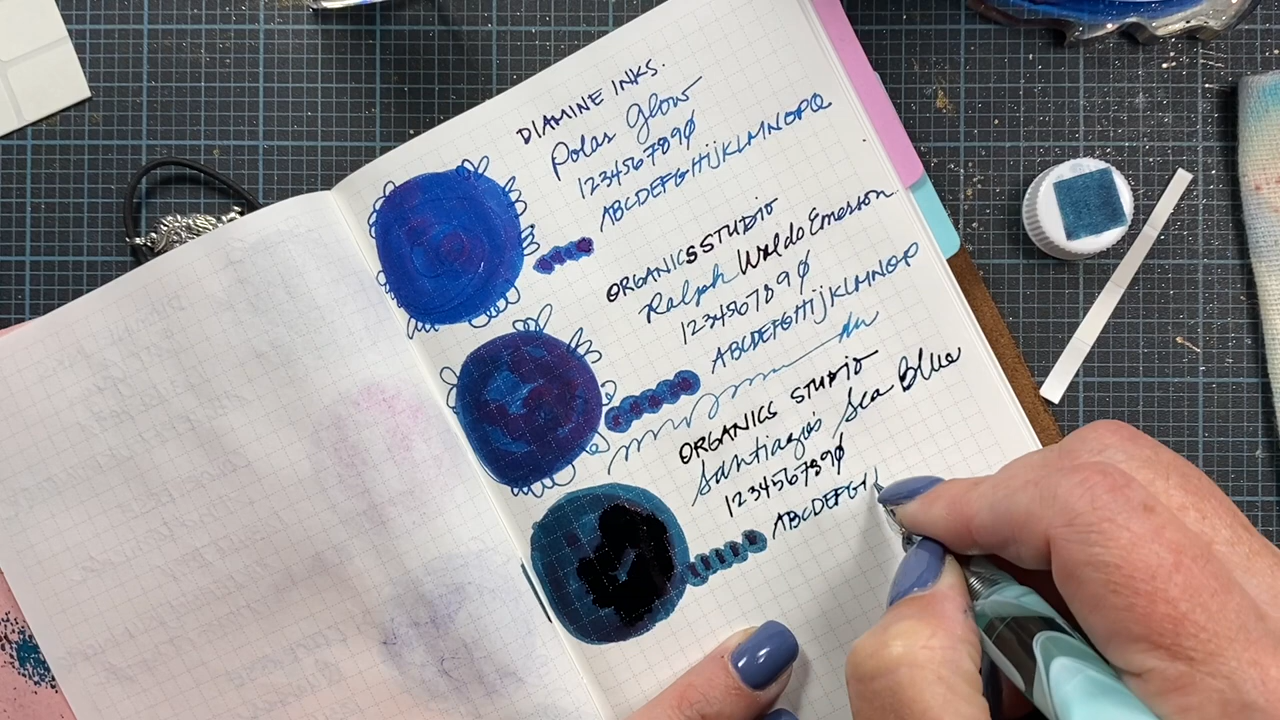 DIAMINE INKS.
Polar Glow
1234567890
ABCDEFGHIJKLMNOPQ
ORGANICS STUDIO
Ralph Waldo Emerson.
1234567890
ABCDEFGHIJKLMNOP
ORGANICS STUDIO
Santiago's Sea Blue
1234567890
ABCDEFGH